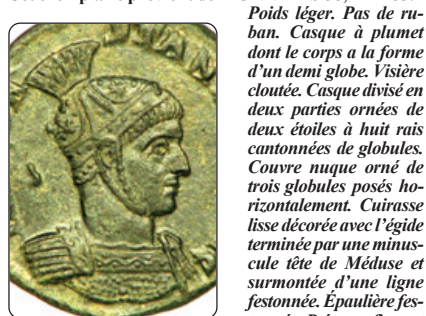 Poids léger. Pas de ru-
ban. Casque à plumet
dont le corps a la forme
d'un demi globe. Visière
cloutée. Casque divisé en
deux parties ornées de
deux étoiles à huit rais
cantonnées de globules.
Couvre nuque orné de
trois globules posés ho-
rizontalement. Cuirasse
lisse décorée avec l'égide
terminée par une minus-
cule tête de Méduse et
surmontée d'une ligne
festonnée. Épaulière fes-